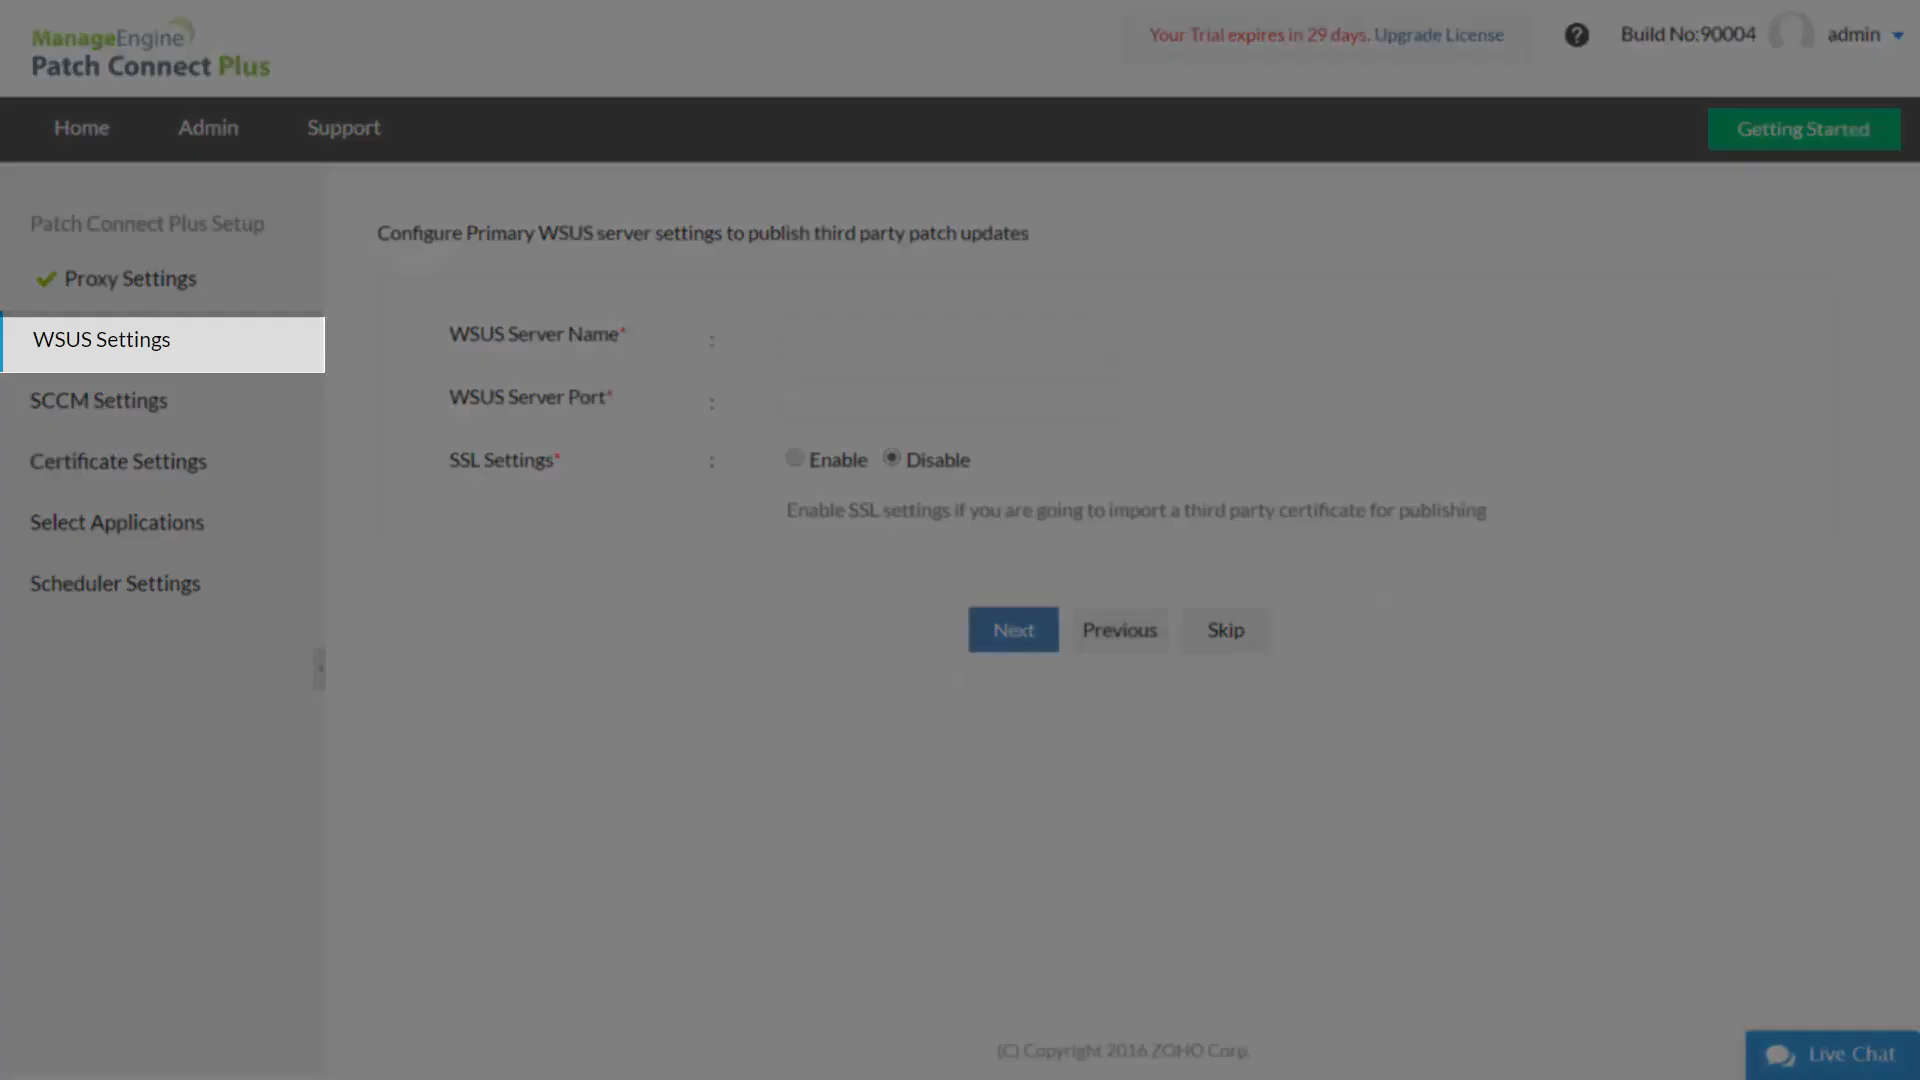 ManageEngine
Patch Connect Plus
Your Trial expires in 29 days. Upgrade License
Build No:90004
admin
Home
Admin
Support
Getting Started
Patch Connect Plus Setup
Proxy Settings
WSUS Settings
SCCM Settings
Certificate Settings
Select Applications
Scheduler Settings
Configure Primary WSUS server settings to publish third party patch updates
WSUS Server Name* :
WSUS Server Port* :
SSL Settings* : Enable Disable
Enable SSL settings if you are going to import a third party certificate for publishing
Next Previous Skip
(C) Copyright 2016 ZOHO Corp.
Live Chat